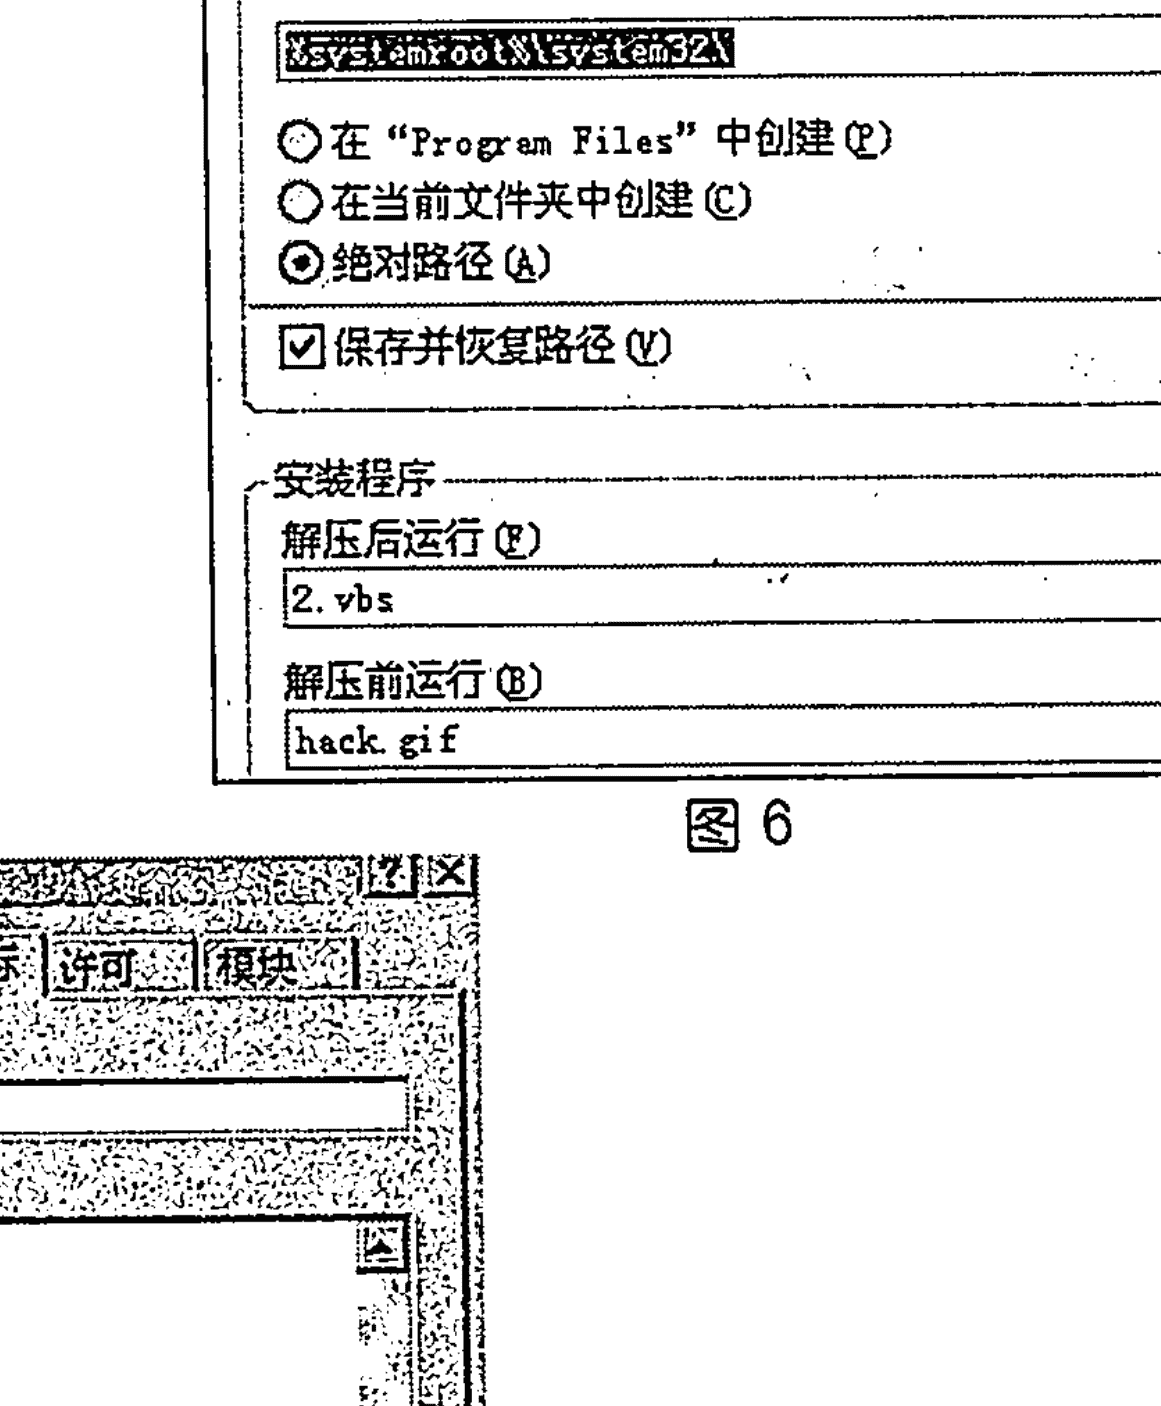 %systemroot%\system32\
在“Program Files”中创建(P)
在当前文件夹中创建(C)
绝对路径(A)
保存并恢复路径(V)
安装程序
解压后运行(F)
2.vbs
解压前运行(B)
hack.gif
图 6
许可 模块